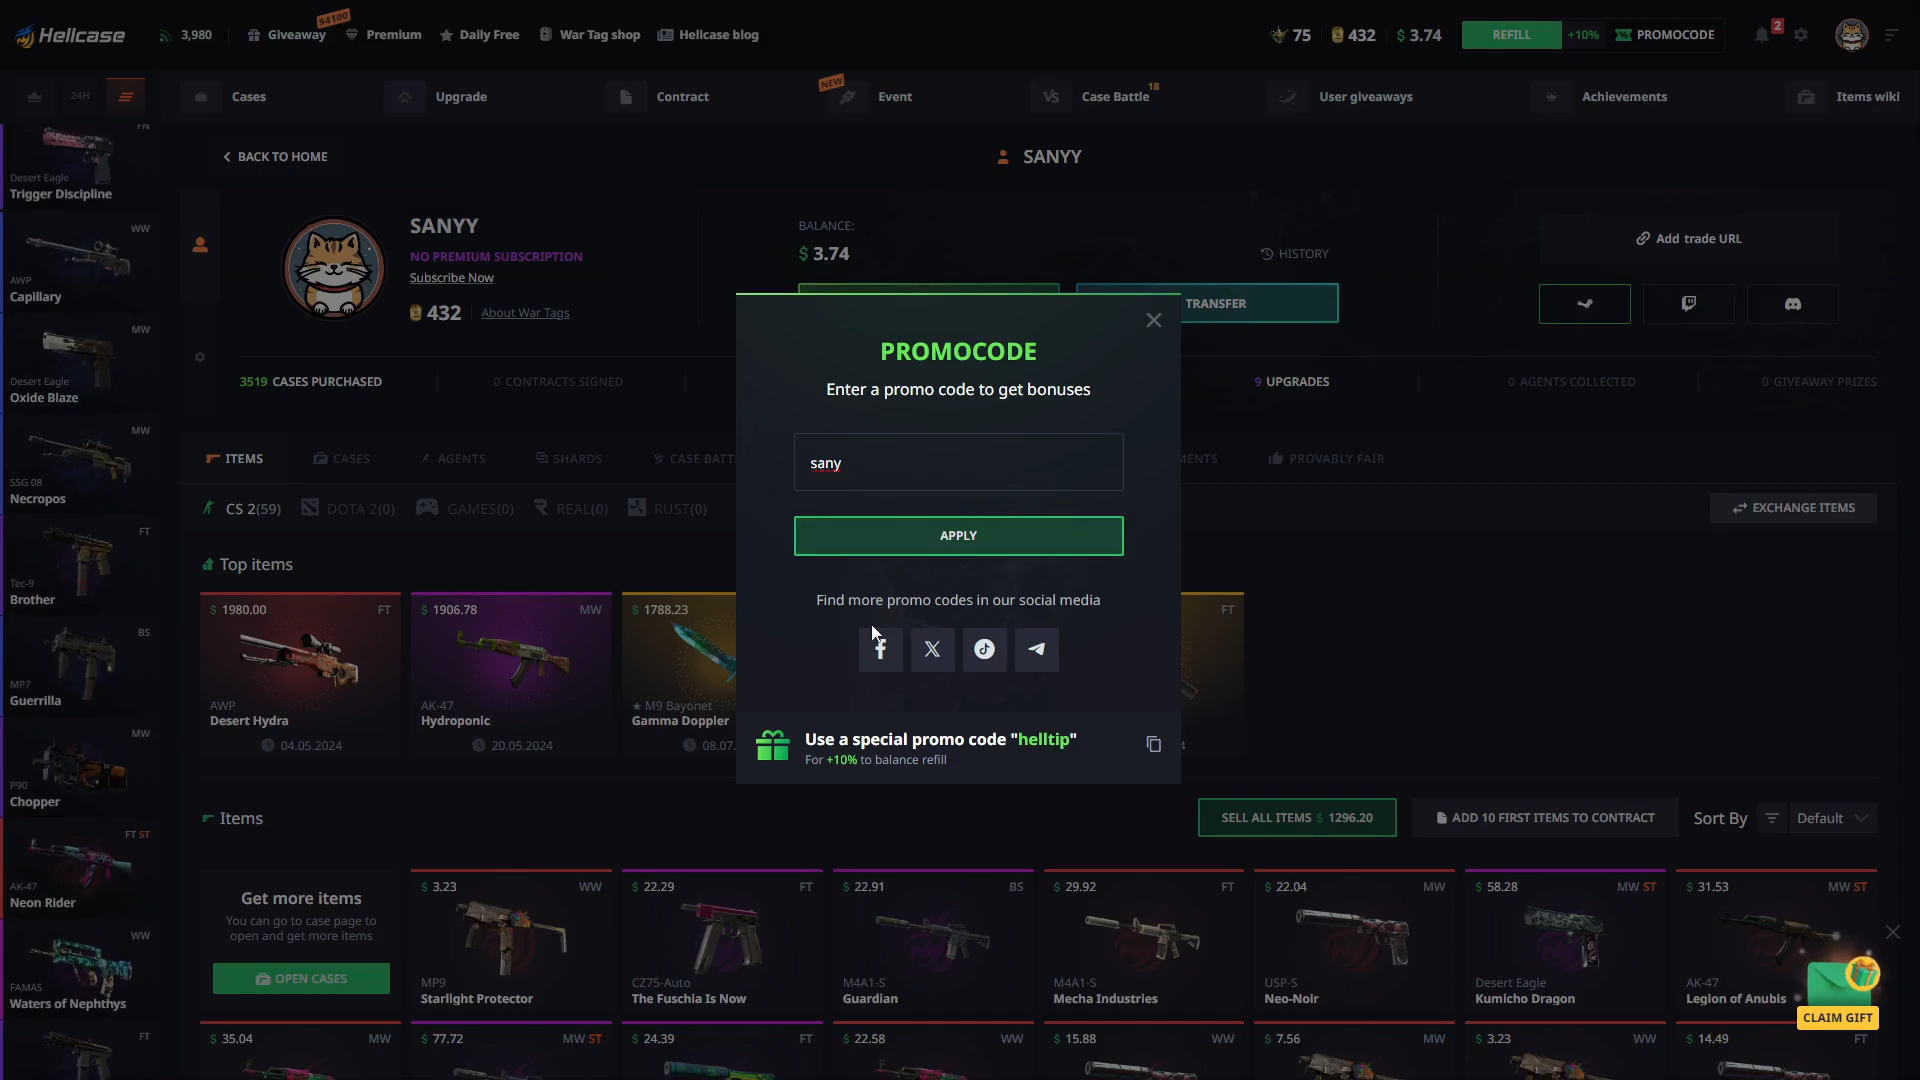 Hellcase
3,980
Giveaway
$4100
Premium
Daily Free
War Tag shop
Hellcase blog
75
432
$ 3.74
REFILL
+10%
PROMOCODE
2
24H
Cases
Upgrade
Contract
NEW
Event
VS
Case Battle
18
User giveaways
Achievements
Items wiki
FN
Desert Eagle
Trigger Discipline
WW
AWP
Capillary
MW
Desert Eagle
Oxide Blaze
MW
SSG 08
Necropos
FT
Tec-9
Brother
BS
MP7
Guerrilla
MW
P90
Chopper
FT ST
AK-47
Neon Rider
WW
FAMAS
Waters of Nephthys
FT
BACK TO HOME
SANYY
SANYY
NO PREMIUM SUBSCRIPTION
Subscribe Now
432
About War Tags
BALANCE:
$ 3.74
HISTORY
TRANSFER
Add trade URL
3519 CASES PURCHASED
0 CONTRACTS SIGNED
9 UPGRADES
0 AGENTS COLLECTED
0 GIVEAWAY PRIZES
ITEMS
CASES
AGENTS
SHARDS
CASE BATT
MENTS
PROVABLY FAIR
CS 2(59)
DOTA 2(0)
GAMES(0)
REAL(0)
RUST(0)
EXCHANGE ITEMS
Top items
$ 1980.00
FT
AWP
Desert Hydra
04.05.2024
$ 1906.78
MW
AK-47
Hydroponic
20.05.2024
$ 1788.23
★ M9 Bayonet
Gamma Doppler
08.07.
FT
4
PROMOCODE
Enter a promo code to get bonuses
sany
APPLY
Find more promo codes in our social media
Use a special promo code "helltip"
For +10% to balance refill
Items
SELL ALL ITEMS $ 1296.20
ADD 10 FIRST ITEMS TO CONTRACT
Sort By
Default
Get more items
You can go to case page to
open and get more items
OPEN CASES
$ 3.23
WW
MP9
Starlight Protector
$ 22.29
FT
CZ75-Auto
The Fuschia Is Now
$ 22.91
BS
M4A1-S
Guardian
$ 29.92
FT
M4A1-S
Mecha Industries
$ 22.04
MW
USP-S
Neo-Noir
$ 58.28
MW ST
Desert Eagle
Kumicho Dragon
$ 31.53
MW ST
AK-47
Legion of Anubis
CLAIM GIFT
$ 35.04
MW
$ 77.72
MW ST
$ 24.39
FT
$ 22.58
WW
$ 15.88
WW
$ 7.56
MW
$ 3.23
WW
$ 14.49
FT